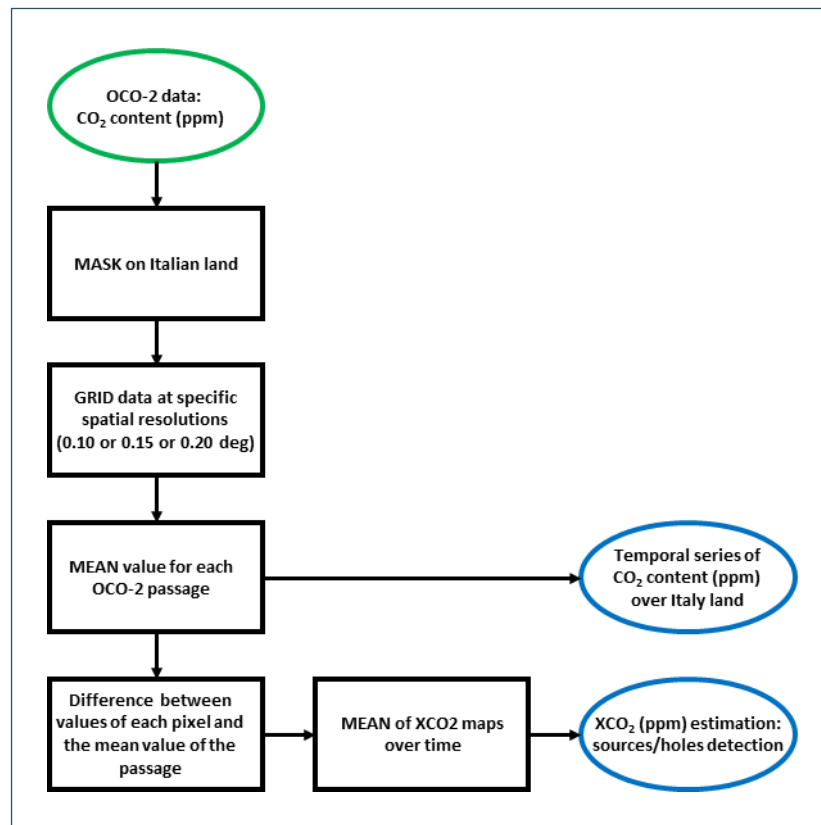 OCO-2 data:
CO₂ content (ppm)
MASK on Italian land
GRID data at specific
spatial resolutions
(0.10 or 0.15 or 0.20 deg)
MEAN value for each
OCO-2 passage
Temporal series of
CO₂ content (ppm)
over Italy land
Difference between
values of each pixel and
the mean value of the
passage
MEAN of XCO2 maps
over time
XCO₂ (ppm) estimation:
sources/holes detection